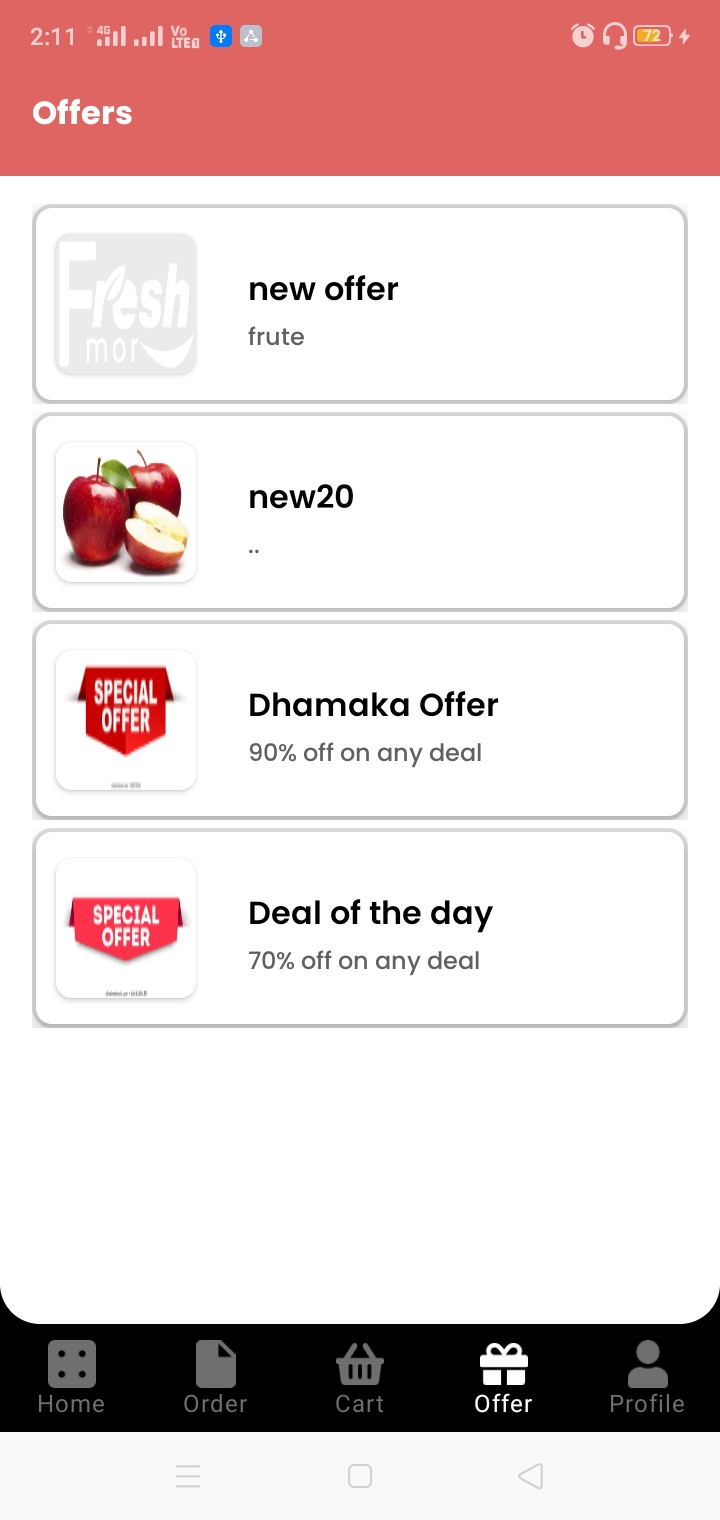 2:11 4G Vo LTE 72
Offers
Fresh
mor
new offer
frute
new20
..
SPECIAL
OFFER
Dhamaka Offer
90% off on any deal
SPECIAL
OFFER
Deal of the day
70% off on any deal
Home Order Cart Offer Profile